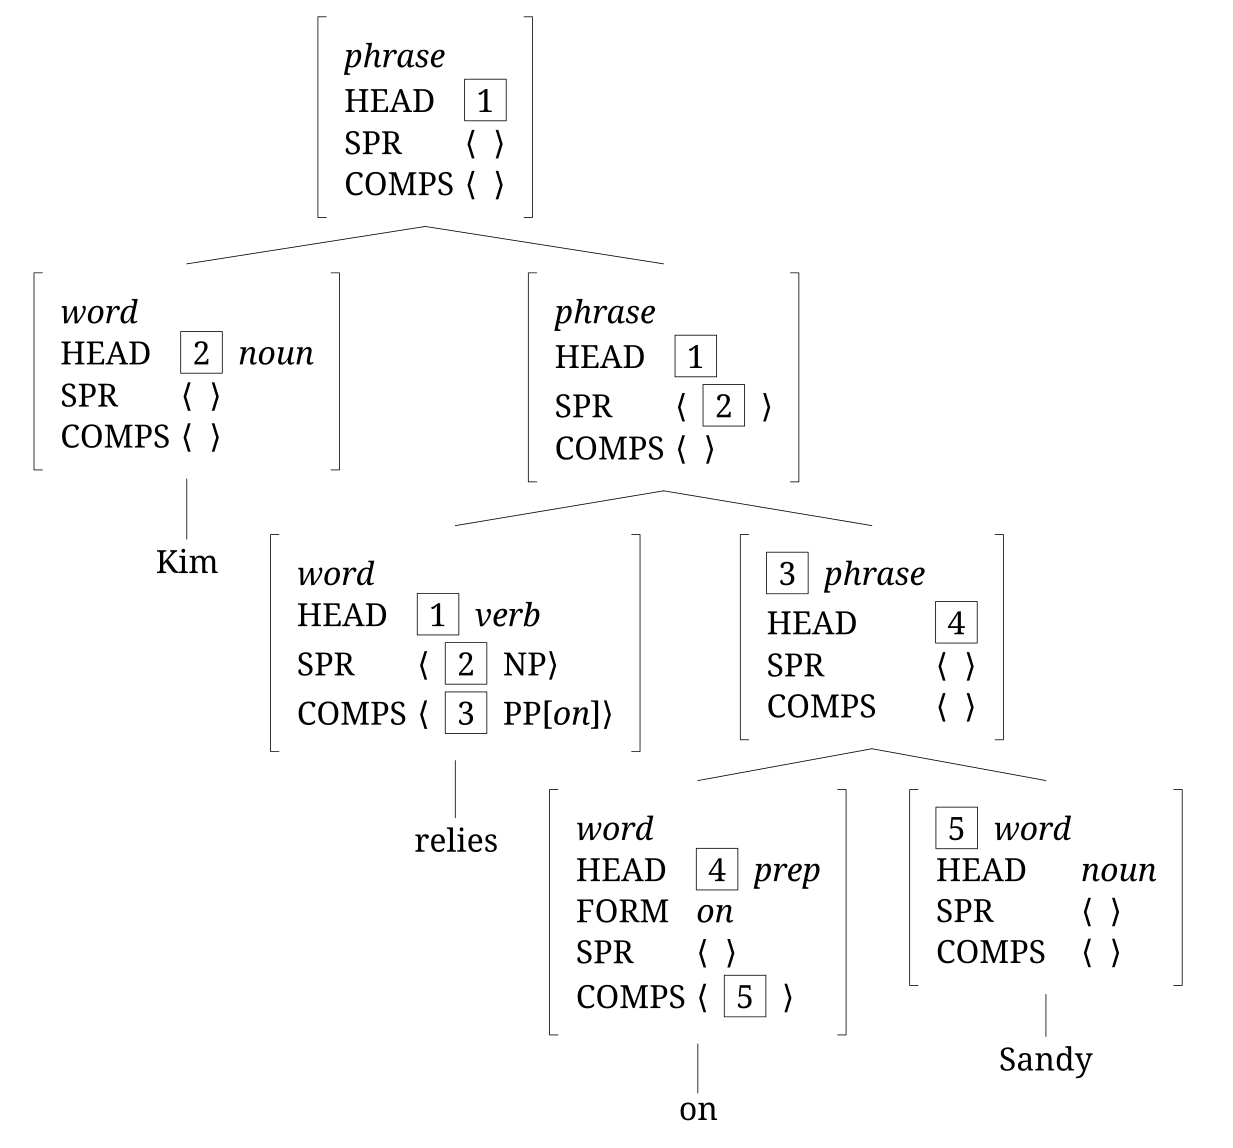 phrase
HEAD 1
SPR ⟨ ⟩
COMPS ⟨ ⟩
word
HEAD 2 noun
SPR ⟨ ⟩
COMPS ⟨ ⟩
Kim
phrase
HEAD 1
SPR ⟨ 2 ⟩
COMPS ⟨ ⟩
word
HEAD 1 verb
SPR ⟨ 2 NP⟩
COMPS ⟨ 3 PP[on]⟩
relies
3 phrase
HEAD 4
SPR ⟨ ⟩
COMPS ⟨ ⟩
word
HEAD 4 prep
FORM on
SPR ⟨ ⟩
COMPS ⟨ 5 ⟩
on
5 word
HEAD noun
SPR ⟨ ⟩
COMPS ⟨ ⟩
Sandy